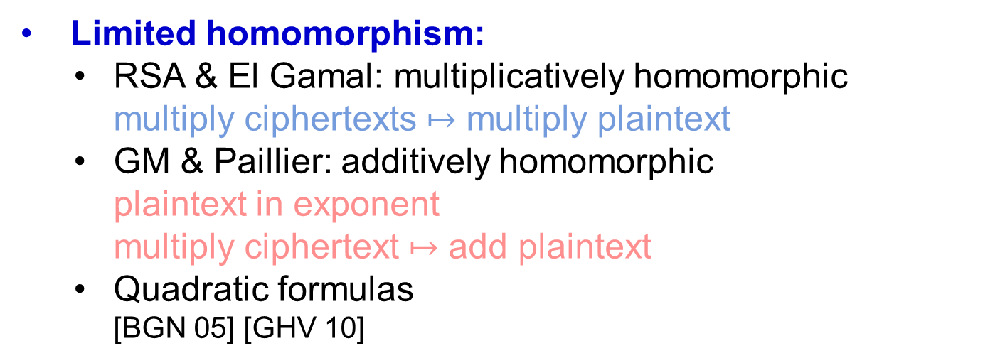 • Limited homomorphism:
• RSA & El Gamal: multiplicatively homomorphic
multiply ciphertexts ↦ multiply plaintext
• GM & Paillier: additively homomorphic
plaintext in exponent
multiply ciphertext ↦ add plaintext
• Quadratic formulas
[BGN 05] [GHV 10]